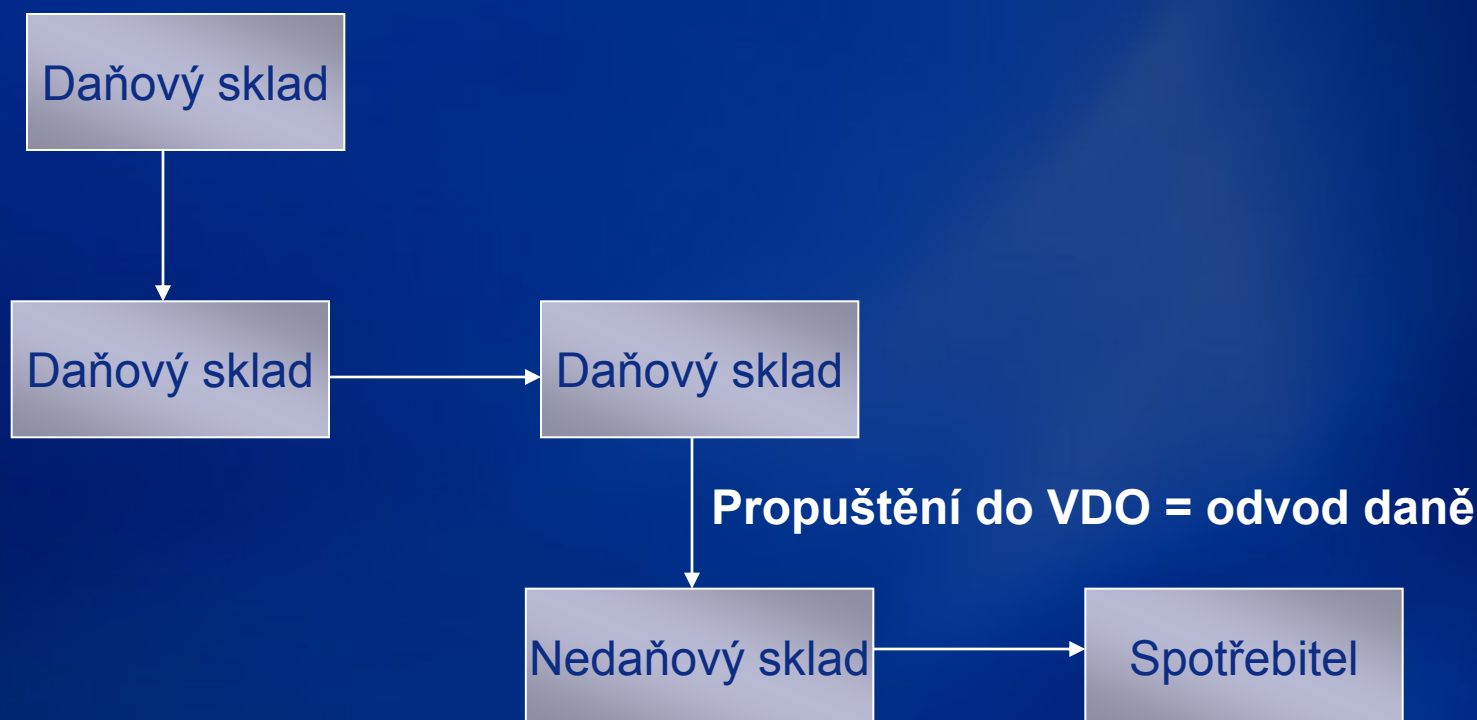 Daňový sklad
Daňový sklad
Daňový sklad
Propuštění do VDO = odvod daně
Nedaňový sklad
Spotřebitel